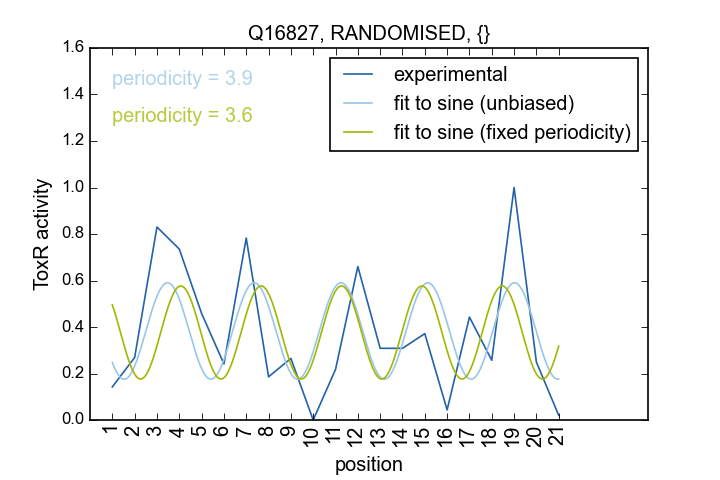 Q16827, RANDOMISED, {}
periodicity = 3.9
periodicity = 3.6
experimental
fit to sine (unbiased)
fit to sine (fixed periodicity)
ToxR activity
1.6
1.4
1.2
1.0
0.8
0.6
0.4
0.2
0.0
1 2 3 4 5 6 7 8 9 10 11 12 13 14 15 16 17 18 19 20 21
position